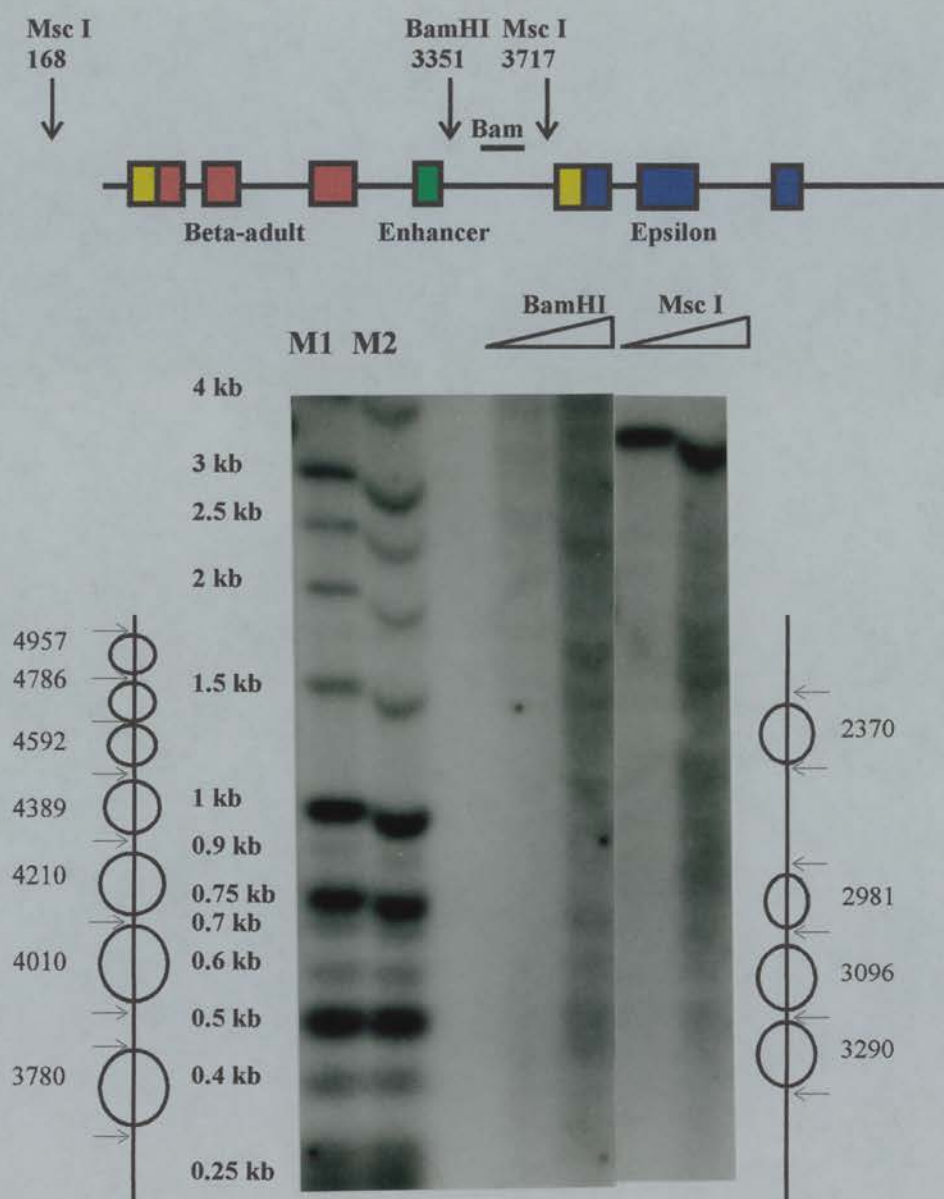 Msc I BamHI Msc I
168 3351 3717
Bam
Beta-adult Enhancer Epsilon
BamHI Msc I
M1 M2
4 kb
3 kb
2.5 kb
2 kb
4957
4786
1.5 kb
4592
2370
4389
1 kb
0.9 kb
4210
0.75 kb
2981
0.7 kb
4010
0.6 kb
3096
0.5 kb
3290
3780
0.4 kb
0.25 kb